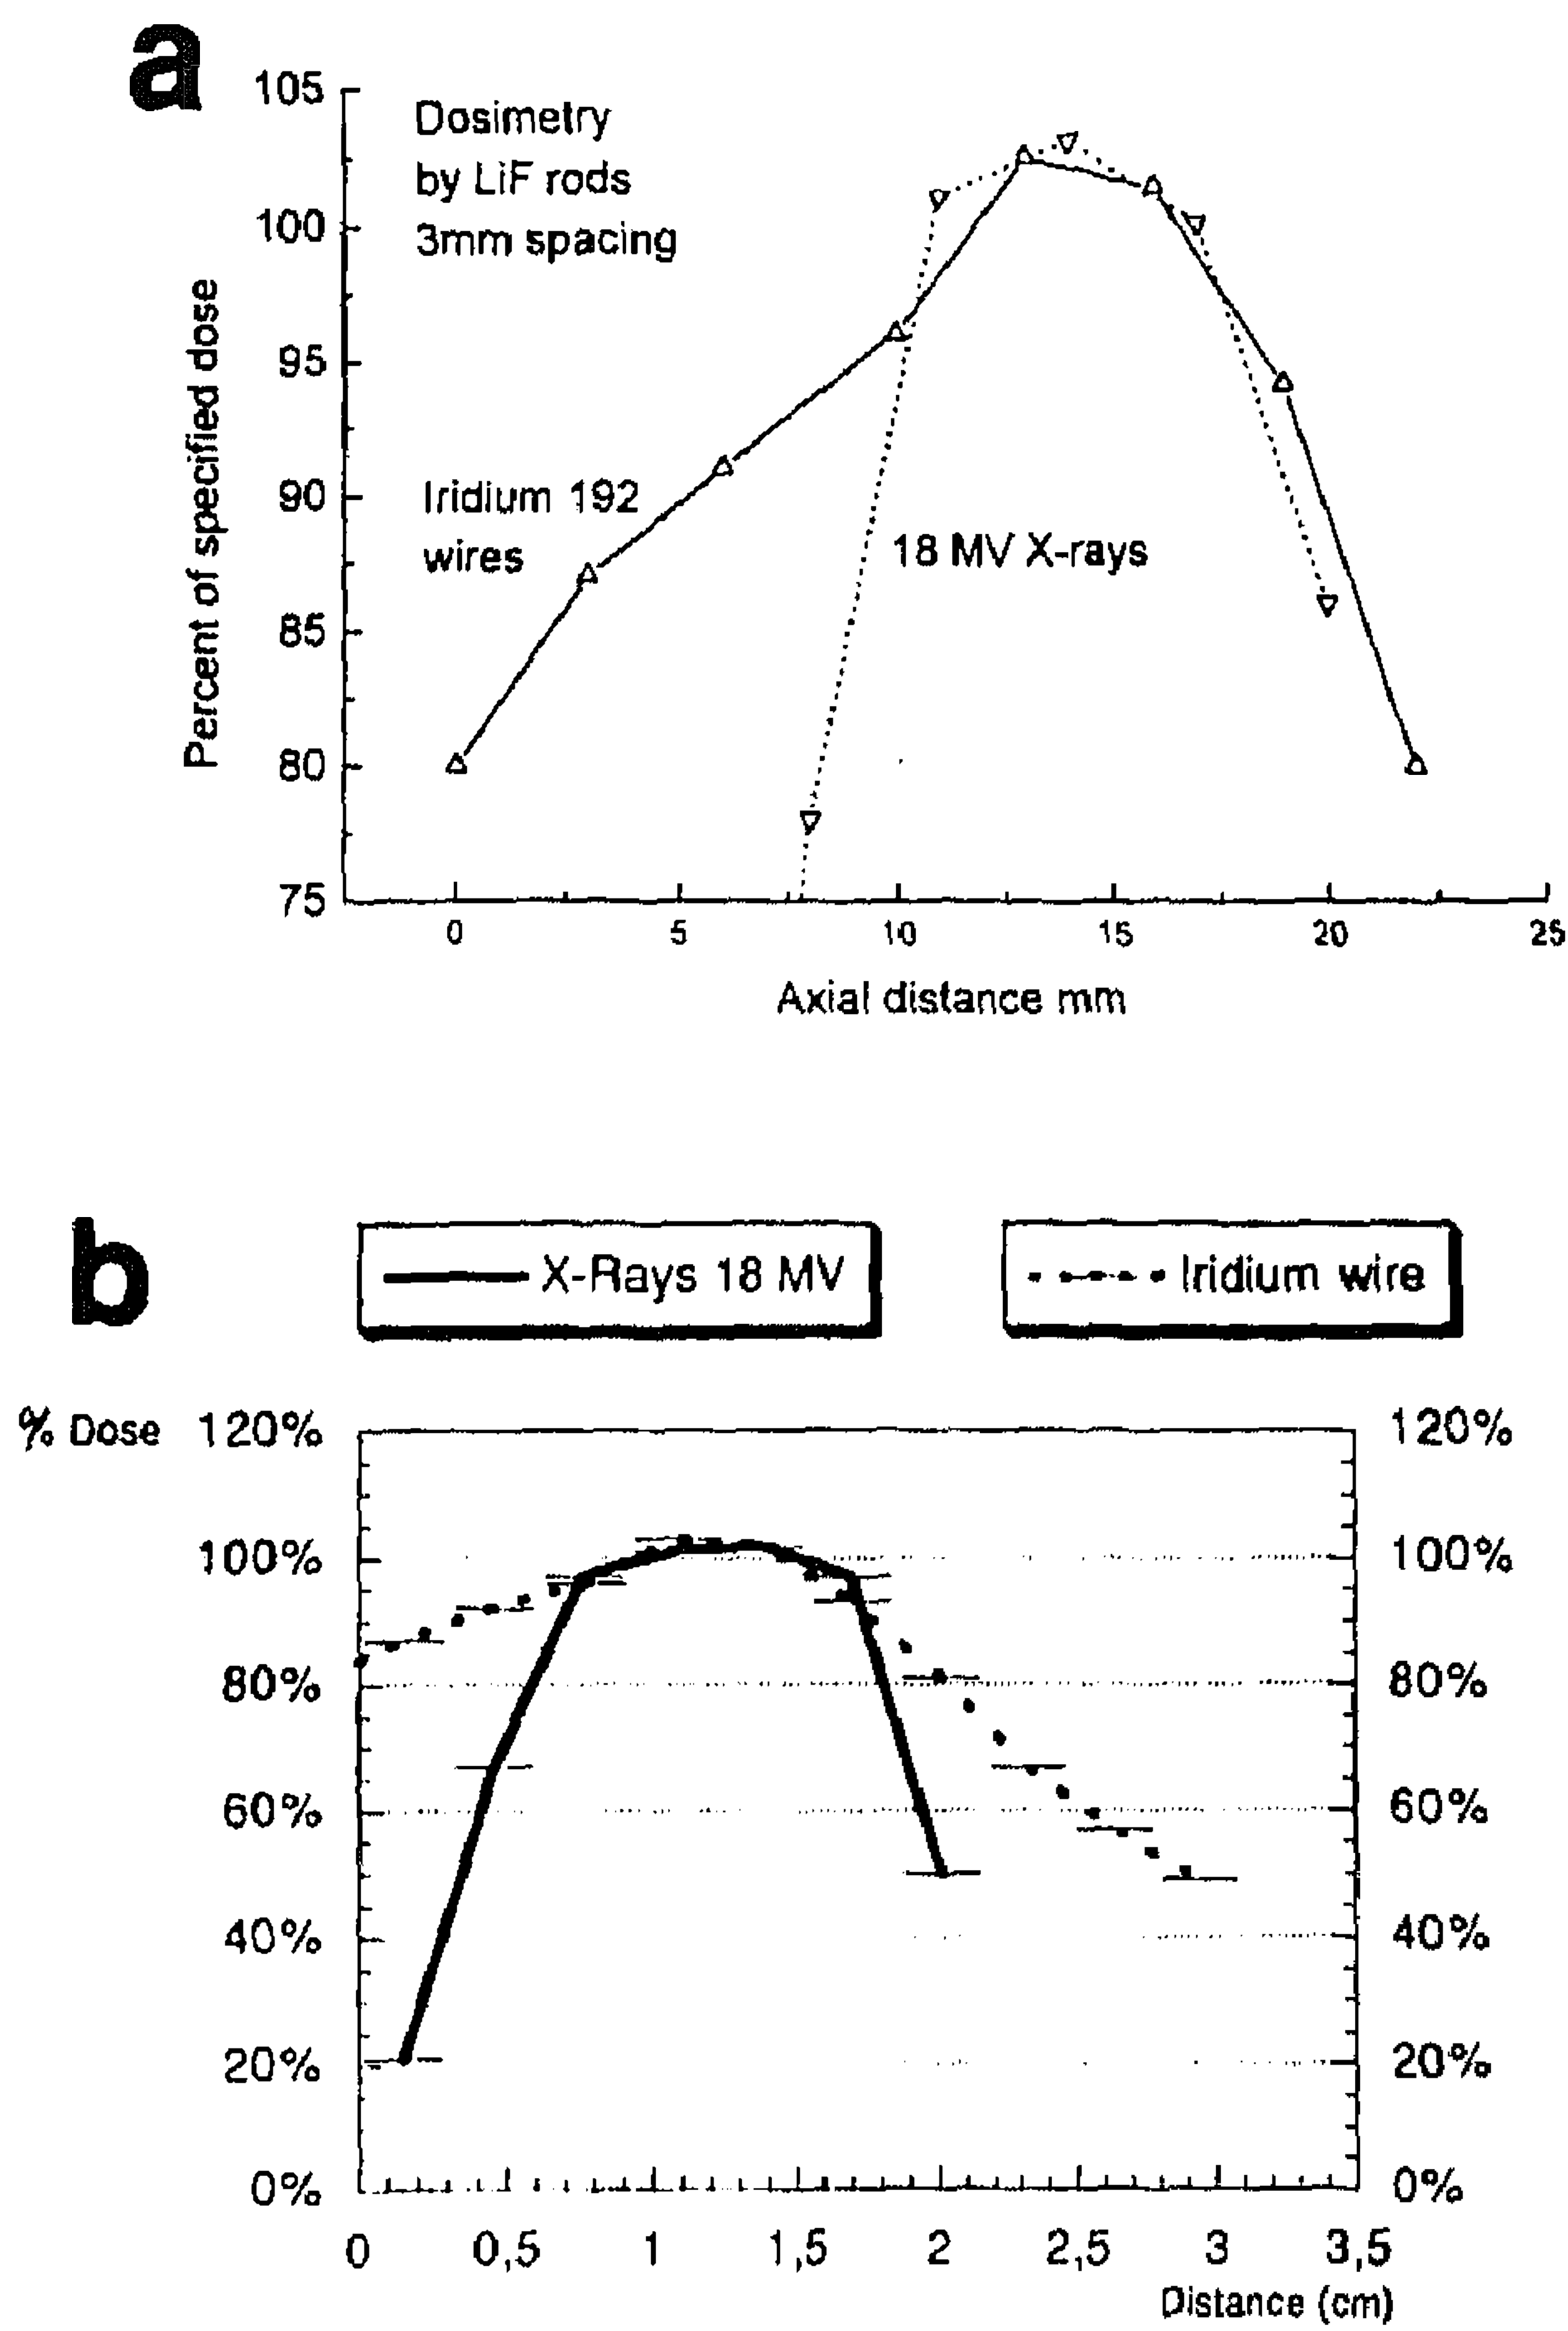 a
105
100
95
90
85
80
75
Percent of specified dose
Dosimetry
by LiF rods
3mm spacing
Iridium 192
wires
18 MV X-rays
0 5 10 15 20 25
Axial distance mm
b
X-Rays 18 MV
Iridium wire
% Dose
120% 120%
100% 100%
80% 80%
60% 60%
40% 40%
20% 20%
0% 0%
0 0,5 1 1,5 2 2,5 3 3,5
Distance (cm)